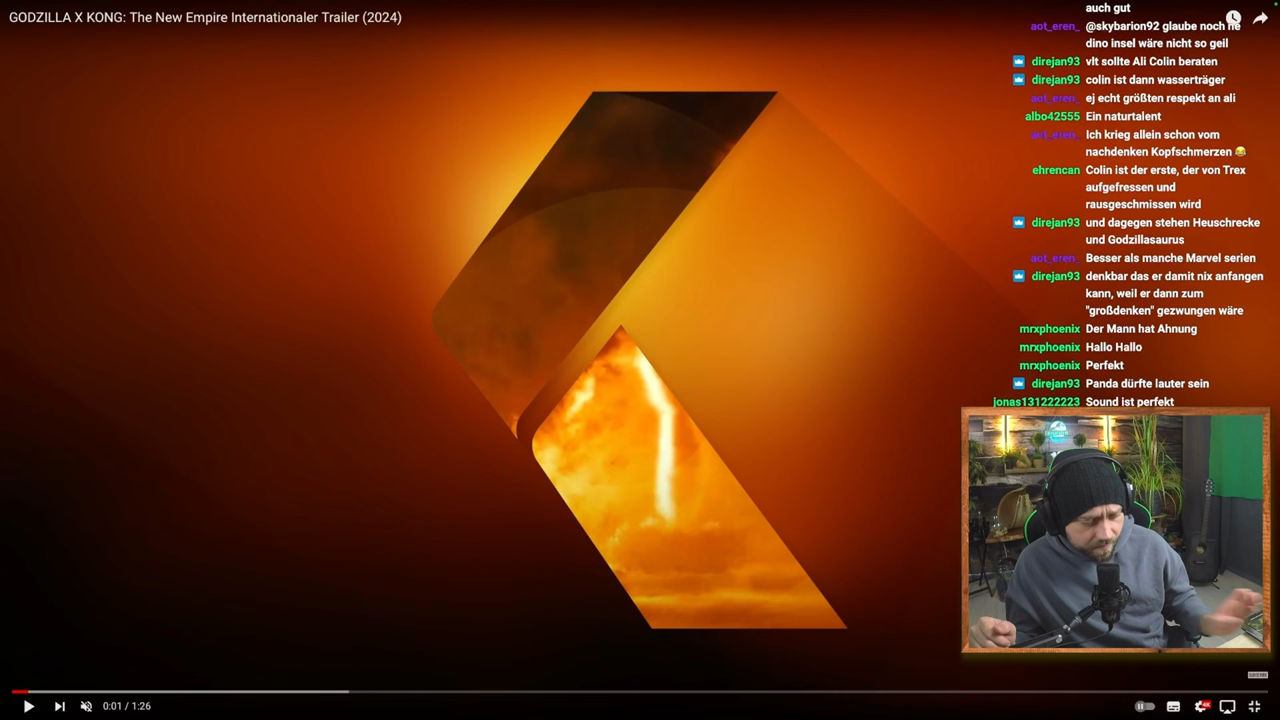 GODZILLA X KONG: The New Empire Internationaler Trailer (2024)
auch gut
aot_eren_ @skybarion92 glaube noch ne
dino insel wäre nicht so geil
direjan93 vlt sollte Ali Colin beraten
direjan93 colin ist dann wasserträger
aot_eren_ ej echt größten respekt an ali
albo42555 Ein naturtalent
aot_eren_ Ich krieg allein schon vom
nachdenken Kopfschmerzen 😂
ehrencan Colin ist der erste, der von Trex
aufgefressen und
rausgeschmissen wird
direjan93 und dagegen stehen Heuschrecke
und Godzillasaurus
aot_eren_ Besser als manche Marvel serien
direjan93 denkbar das er damit nix anfangen
kann, weil er dann zum
"großdenken" gezwungen wäre
mrxphoenix Der Mann hat Ahnung
mrxphoenix Hallo Hallo
mrxphoenix Perfekt
direjan93 Panda dürfte lauter sein
jonas131222223 Sound ist perfekt
SUBSCRIBE
0:01 / 1:26
4K